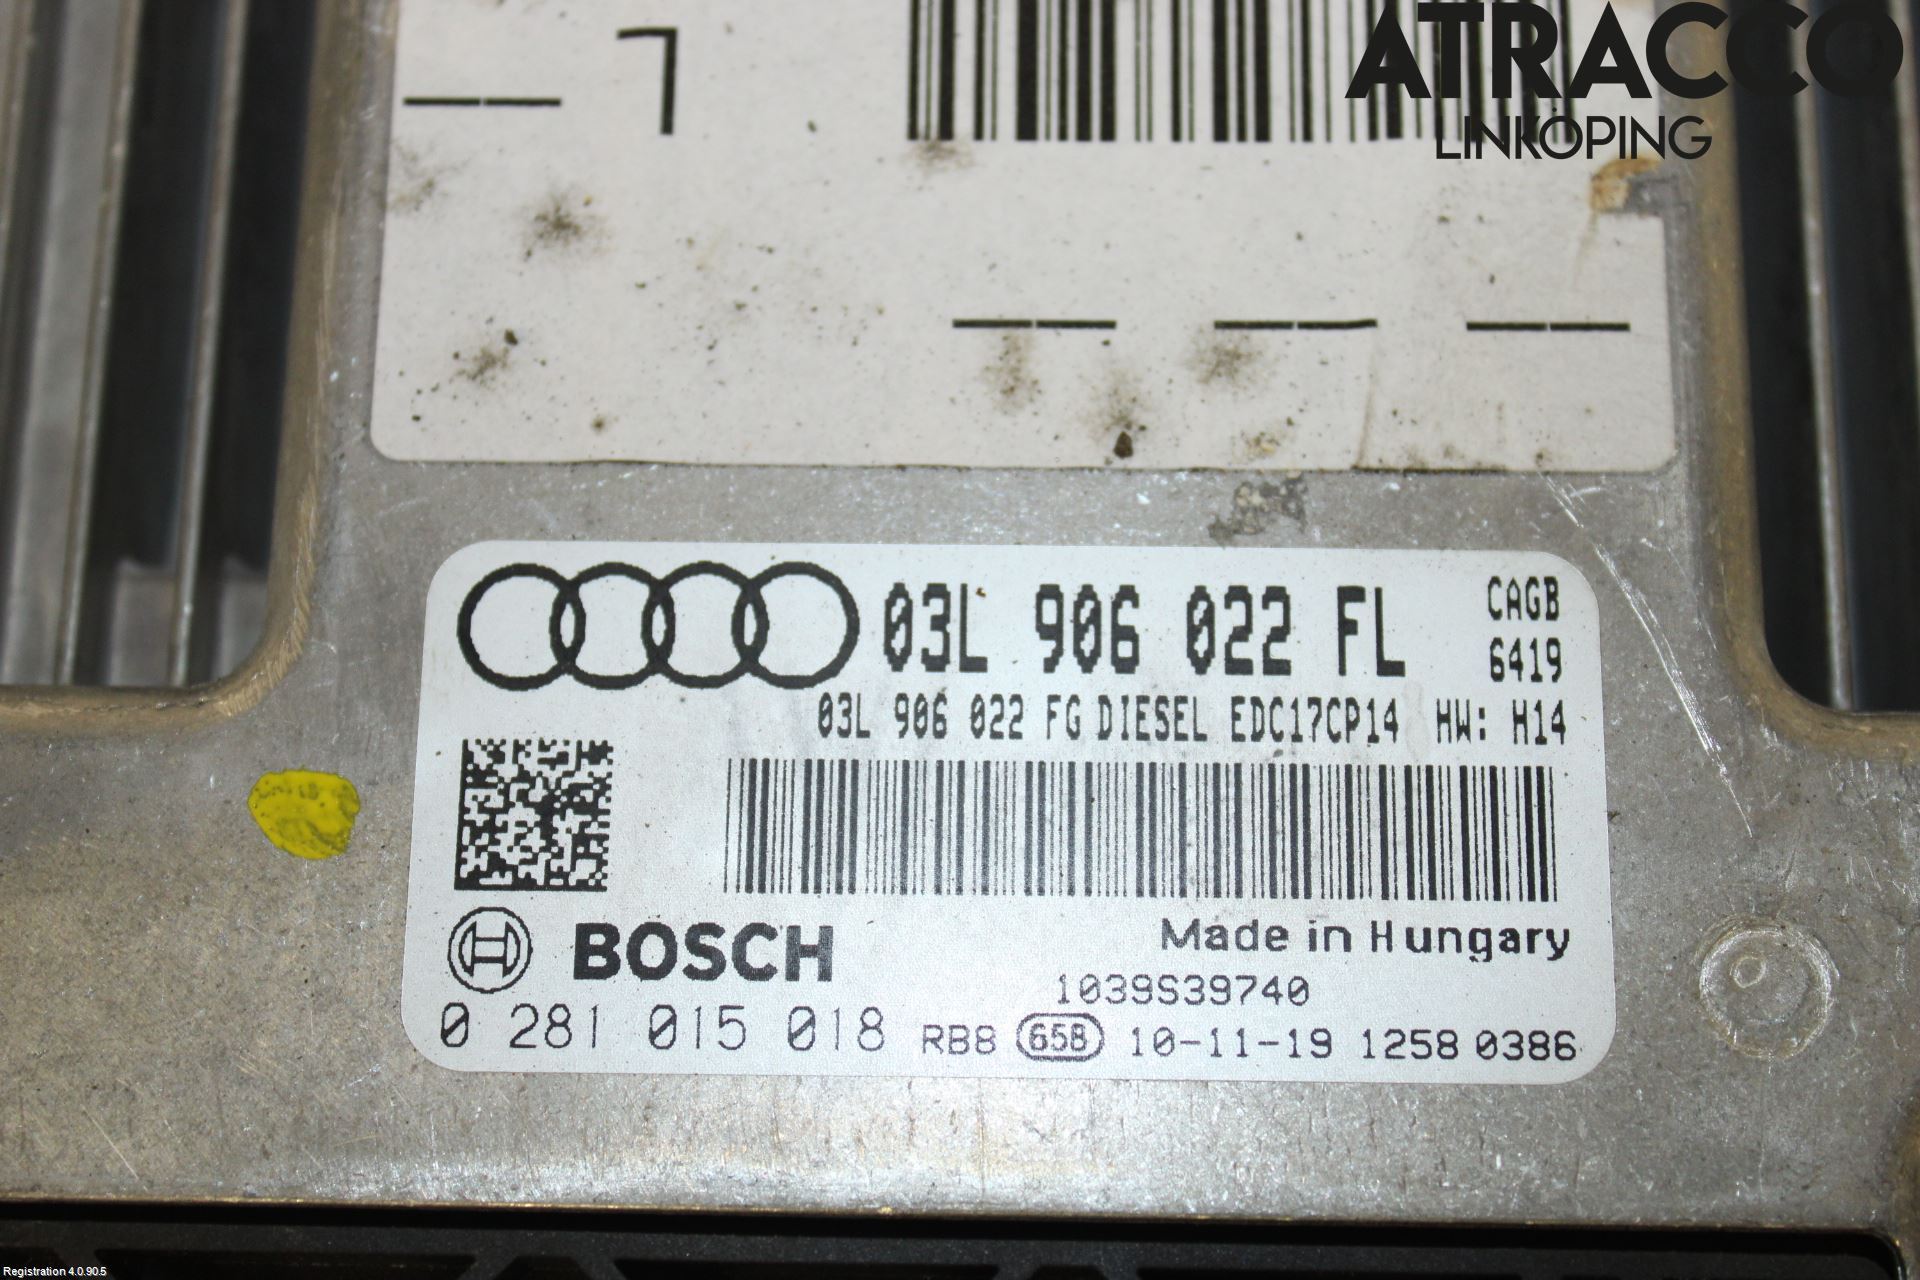 ATRACCO
LINKÖPING
03L 906 022 FL
CAGB
6419
03L 906 022 FG DIESEL EDC17CP14 HW: H14
BOSCH
Made in Hungary
1039S39740
0 281 015 018 RB8 65B 10-11-19 1258 0386
Registration 4.0.90.5